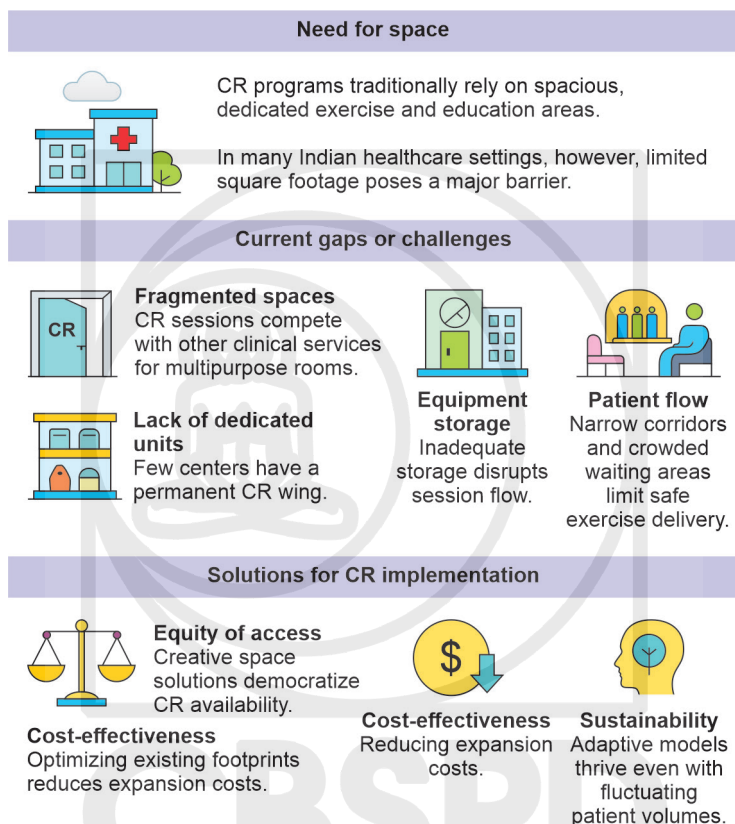 Need for space
CR programs traditionally rely on spacious,
dedicated exercise and education areas.
In many Indian healthcare settings, however, limited
square footage poses a major barrier.
Current gaps or challenges
CR
Fragmented spaces
CR sessions compete
with other clinical services
for multipurpose rooms.
Lack of dedicated
units
Few centers have a
permanent CR wing.
Equipment
storage
Inadequate
storage disrupts
session flow.
Patient flow
Narrow corridors
and crowded
waiting areas
limit safe
exercise delivery.
Solutions for CR implementation
Equity of access
Creative space
solutions democratize
CR availability.
Cost-effectiveness
Optimizing existing footprints
reduces expansion costs.
$
Cost-effectiveness
Reducing expansion
costs.
Sustainability
Adaptive models
thrive even with
fluctuating
patient volumes.